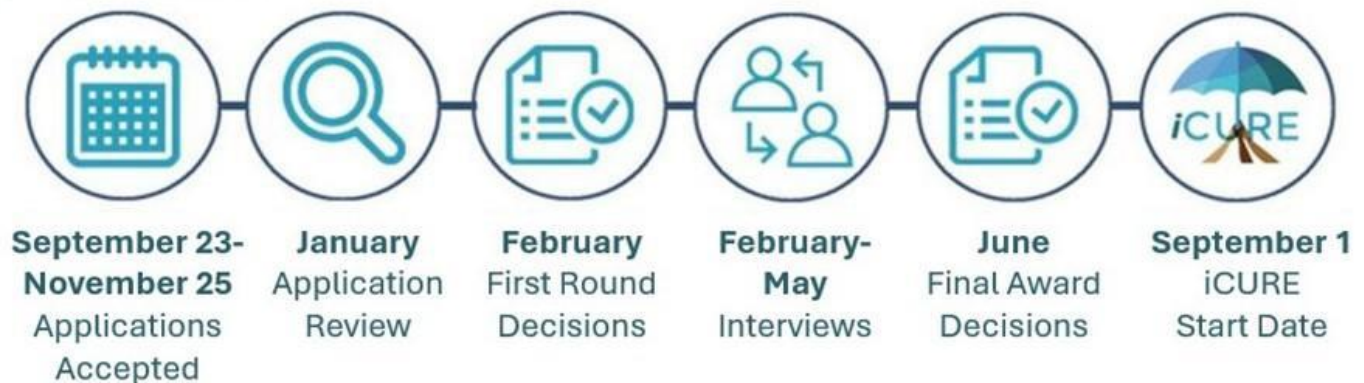 iCURE
September 23-
November 25
Applications
Accepted
January
Application
Review
February
First Round
Decisions
February-
May
Interviews
June
Final Award
Decisions
September 1
iCURE
Start Date